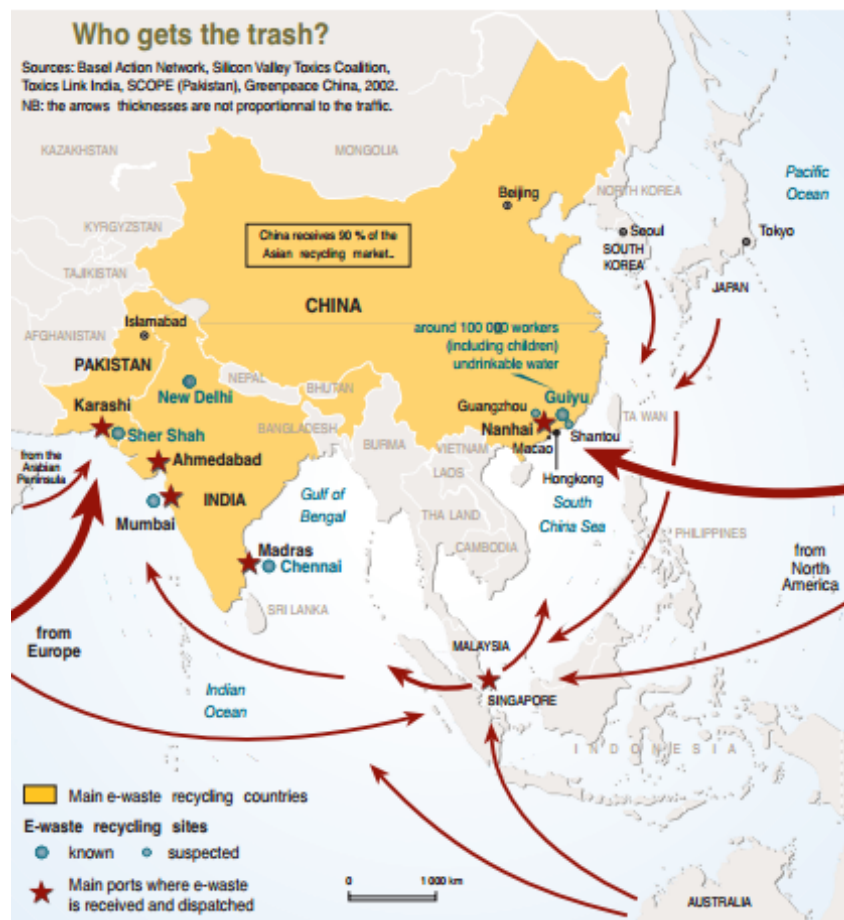 Who gets the trash?
Sources: Basel Action Network, Silicon Valley Toxics Coalition,
Toxics Link India, SCOPE (Pakistan), Greenpeace China, 2002.
NB: the arrows thicknesses are not proportionnal to the traffic.
KAZAKHSTAN
MONGOLIA
Pacific
Ocean
Beijing
NORTH KOREA
KYRGYZSTAN
China receives 90 % of the
Asian recycling market..
Seoul
SOUTH
KOREA
Tokyo
TAJIKISTAN
JAPAN
CHINA
Islamabad
AFGHANISTAN
around 100 000 workers
(including children)
undrinkable water
PAKISTAN
NEPAL
BHUTAN
New Delhi
Guiyu
Karashi
Guangzhou
TA WAN
Sher Shah
BANGLADESH
Nanhai
Shantou
BURMA
VIETNAM
Macao
from the
Arabian
Peninsula
Ahmedabad
LAOS
Hongkong
INDIA
Gulf of
Bengal
South
China Sea
Mumbai
THA LAND
PHILIPPINES
Madras
CAMBODIA
from
North
America
Chennai
SRI LANKA
from
Europe
MALAYSIA
Indian
Ocean
SINGAPORE
INDONESIA
Main e-waste recycling countries
E-waste recycling sites
known
suspected
Main ports where e-waste
is received and dispatched
0
1 000 km
AUSTRALIA